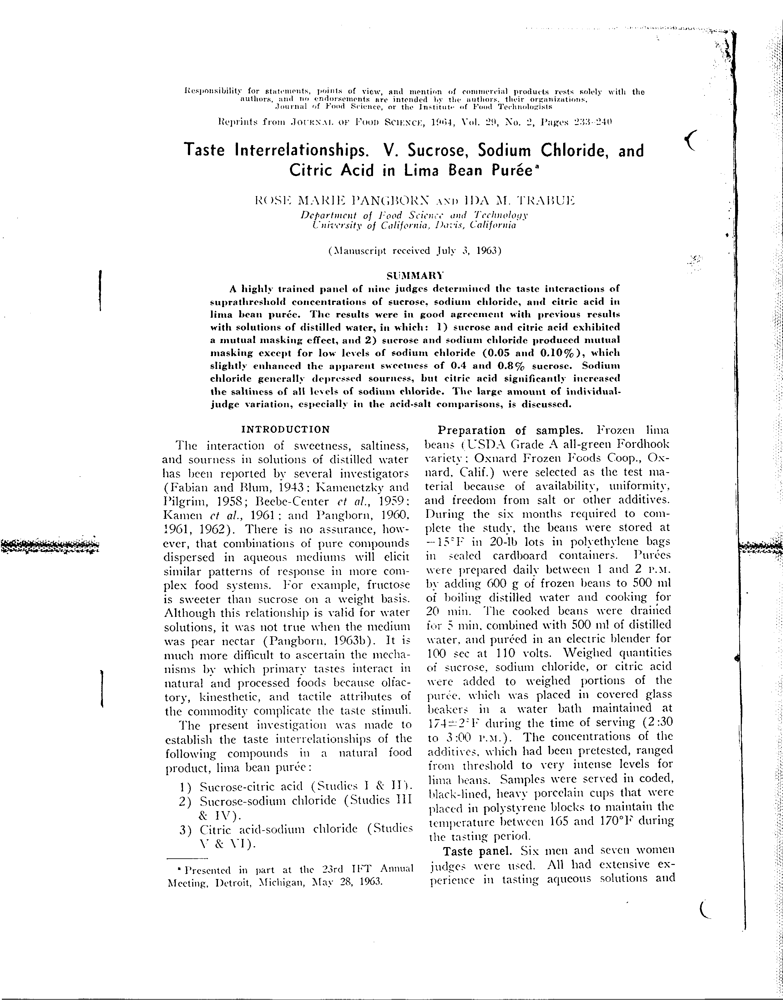 Responsibility for statements, points of view, and mention of commercial products rests solely with the
authors, and no endorsements are intended by the authors, their organizations,
Journal of Food Science, or the Institute of Food Technologists
Reprints from JOURNAL OF FOOD SCIENCE, 1964, Vol. 29, No. 2, Pages 233-240
Taste Interrelationships. V. Sucrose, Sodium Chloride, and
Citric Acid in Lima Bean Purée ᵃ
ROSE MARIE PANGBORN AND IDA M. TRABUE
Department of Food Science and Technology
University of California, Davis, California
(Manuscript received July 3, 1963)
SUMMARY
A highly trained panel of nine judges determined the taste interactions of
suprathreshold concentrations of sucrose, sodium chloride, and citric acid in
lima bean purée. The results were in good agreement with previous results
with solutions of distilled water, in which: 1) sucrose and citric acid exhibited
a mutual masking effect, and 2) sucrose and sodium chloride produced mutual
masking except for low levels of sodium chloride (0.05 and 0.10%), which
slightly enhanced the apparent sweetness of 0.4 and 0.8% sucrose. Sodium
chloride generally depressed sourness, but citric acid significantly increased
the saltiness of all levels of sodium chloride. The large amount of individual-
judge variation, especially in the acid-salt comparisons, is discussed.
INTRODUCTION
The interaction of sweetness, saltiness,
and sourness in solutions of distilled water
has been reported by several investigators
(Fabian and Blum, 1943; Kamenetzky and
Pilgrim, 1958; Beebe-Center et al., 1959;
Kamen et al., 1961; and Pangborn, 1960,
1961, 1962). There is no assurance, how-
ever, that combinations of pure compounds
dispersed in aqueous mediums will elicit
similar patterns of response in more com-
plex food systems. For example, fructose
is sweeter than sucrose on a weight basis.
Although this relationship is valid for water
solutions, it was not true when the medium
was pear nectar (Pangborn, 1963b). It is
much more difficult to ascertain the mecha-
nisms by which primary tastes interact in
natural and processed foods because olfac-
tory, kinesthetic, and tactile attributes of
the commodity complicate the taste stimuli.
The present investigation was made to
establish the taste interrelationships of the
following compounds in a natural food
product, lima bean purée:
1) Sucrose-citric acid (Studies I & II).
2) Sucrose-sodium chloride (Studies III
& IV).
3) Citric acid-sodium chloride (Studies
V & VI).
ᵃ Presented in part at the 23rd IFT Annual
Meeting, Detroit, Michigan, May 28, 1963.
Preparation of samples. Frozen lima
beans (USDA Grade A all-green Fordhook
variety; Oxnard Frozen Foods Coop., Ox-
nard, Calif.) were selected as the test ma-
terial because of availability, uniformity,
and freedom from salt or other additives.
During the six months required to com-
plete the study, the beans were stored at
−15°F in 20-lb lots in polyethylene bags
in sealed cardboard containers. Purées
were prepared daily between 1 and 2 P.M.
by adding 600 g of frozen beans to 500 ml
of boiling distilled water and cooking for
20 min. The cooked beans were drained
for 5 min, combined with 500 ml of distilled
water, and puréed in an electric blender for
100 sec at 110 volts. Weighed quantities
of sucrose, sodium chloride, or citric acid
were added to weighed portions of the
purée, which was placed in covered glass
beakers in a water bath maintained at
174±2°F during the time of serving (2:30
to 3:00 P.M.). The concentrations of the
additives, which had been pretested, ranged
from threshold to very intense levels for
lima beans. Samples were served in coded,
black-lined, heavy porcelain cups that were
placed in polystyrene blocks to maintain the
temperature between 165 and 170°F during
the tasting period.
Taste panel. Six men and seven women
judges were used. All had extensive ex-
perience in tasting aqueous solutions and